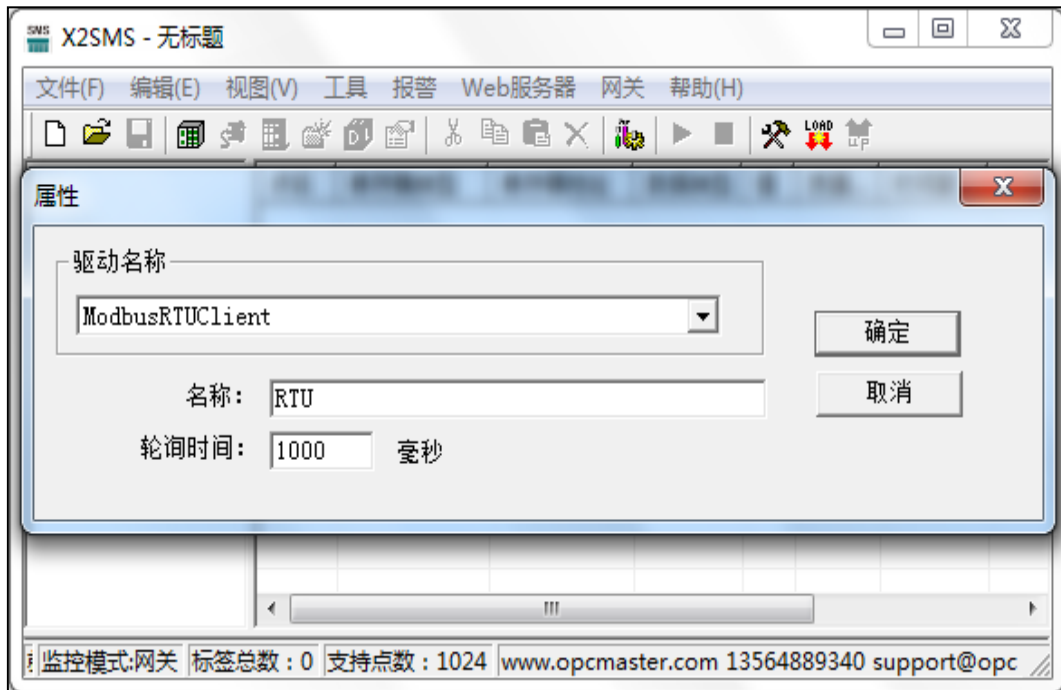 SMS X2SMS - 无标题
文件(F) 编辑(E) 视图(V) 工具 报警 Web服务器 网关 帮助(H)
LOAD
UP
属性
驱动名称
ModbusRTUClient
确定
名称： RTU
取消
轮询时间： 1000 毫秒
监控模式:网关 标签总数：0 支持点数：1024 www.opcmaster.com 13564889340 support@opc